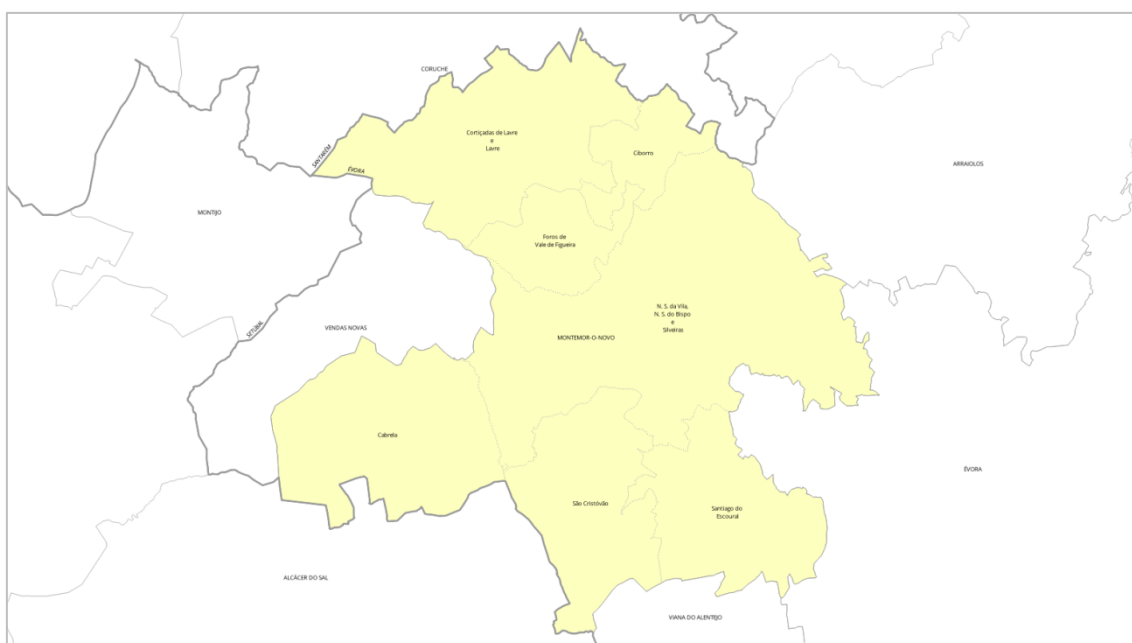 CORUCHE
Cortiçadas de Lavre
e
Lavre
Ciborro
SANTARÉM
ÉVORA
ARRAIOLOS
MONTIJO
Foros de
Vale de Figueira
N. S. da Vila,
N. S. do Bispo
e
Silveiras
SETÚBAL
VENDAS NOVAS
MONTEMOR-O-NOVO
Cabrela
ÉVORA
São Cristóvão
Santiago do
Escoural
ALCÁCER DO SAL
VIANA DO ALENTEJO